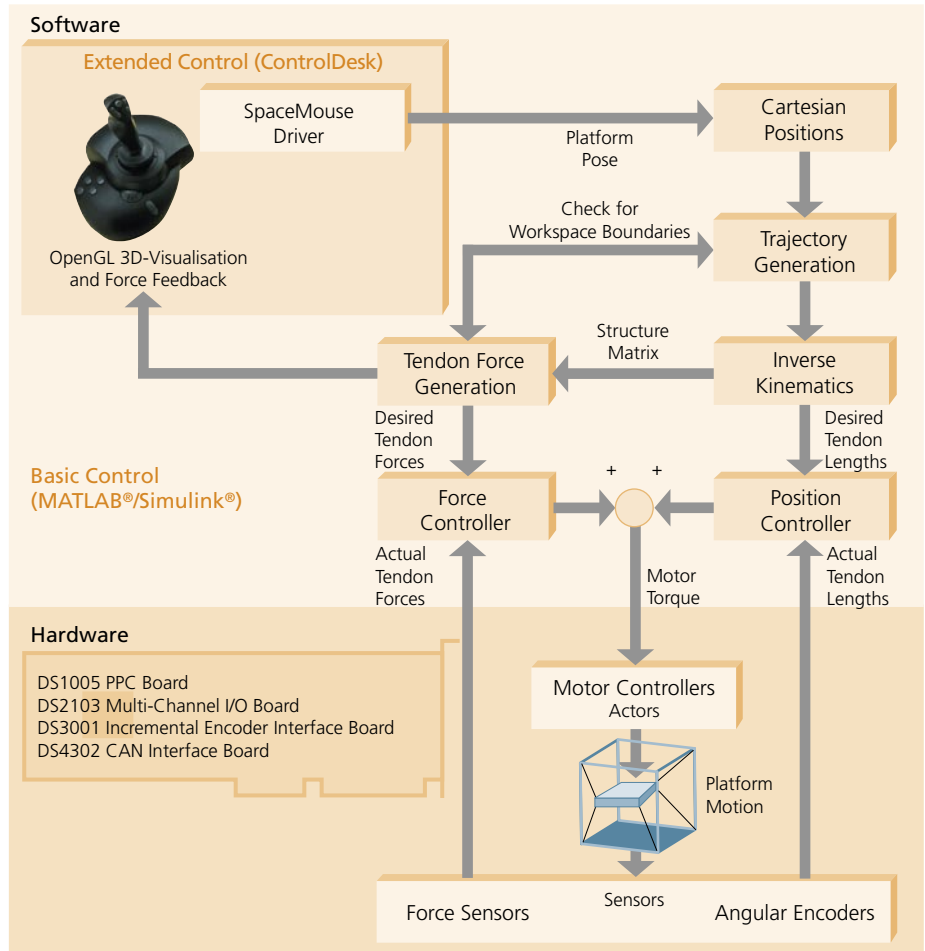 Software
Extended Control (ControlDesk)
SpaceMouse
Driver
Platform
Pose
Cartesian
Positions
OpenGL 3D-Visualisation
and Force Feedback
Check for
Workspace Boundaries
Trajectory
Generation
Tendon Force
Generation
Structure
Matrix
Inverse
Kinematics
Desired
Tendon
Forces
Desired
Tendon
Lengths
Basic Control
(MATLAB®/Simulink®)
Force
Controller
+ +
Position
Controller
Actual
Tendon
Forces
Motor
Torque
Actual
Tendon
Lengths
Hardware
DS1005 PPC Board
DS2103 Multi-Channel I/O Board
DS3001 Incremental Encoder Interface Board
DS4302 CAN Interface Board
Motor Controllers
Actors
Platform
Motion
Force Sensors
Sensors
Angular Encoders